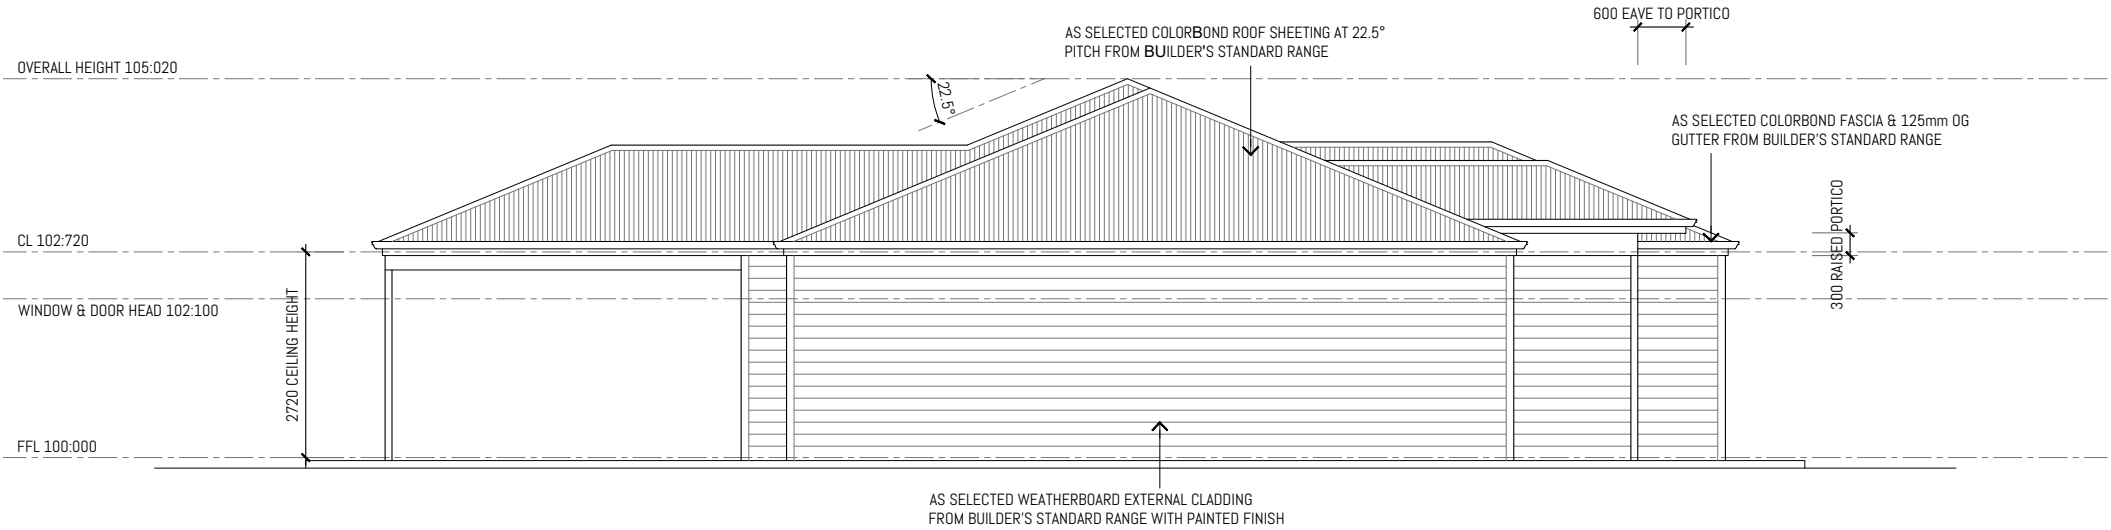 600 EAVE TO PORTICO
AS SELECTED COLORBOND ROOF SHEETING AT 22.5°
PITCH FROM BUILDER'S STANDARD RANGE
OVERALL HEIGHT 105:020
22.5°
AS SELECTED COLORBOND FASCIA & 125mm OG
GUTTER FROM BUILDER'S STANDARD RANGE
CL 102:720
300 RAISED PORTICO
WINDOW & DOOR HEAD 102:100
2720 CEILING HEIGHT
FFL 100:000
AS SELECTED WEATHERBOARD EXTERNAL CLADDING
FROM BUILDER'S STANDARD RANGE WITH PAINTED FINISH